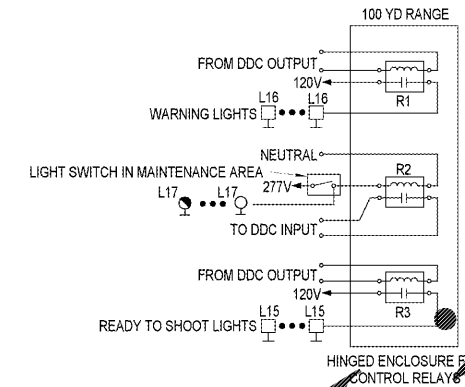 100 YD RANGE
FROM DDC OUTPUT
120V
R1
L16 L16
WARNING LIGHTS
NEUTRAL
R2
LIGHT SWITCH IN MAINTENANCE AREA
277V
L17 L17
TO DDC INPUT
FROM DDC OUTPUT
120V
R3
L15 L15
READY TO SHOOT LIGHTS
HINGED ENCLOSURE F
CONTROL RELAYS